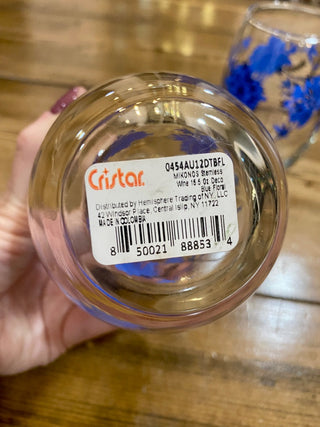 Cristar.
0454AU12DTBFL
MIKONOS Stemless
Wine 15.5 Oz Deco
Blue Floral
Distributed by Hemisphere Trading of NY, LLC
42 Windsor Place, Central Islip, NY 11722
MADE IN COLOMBIA
8 50021 88853 4